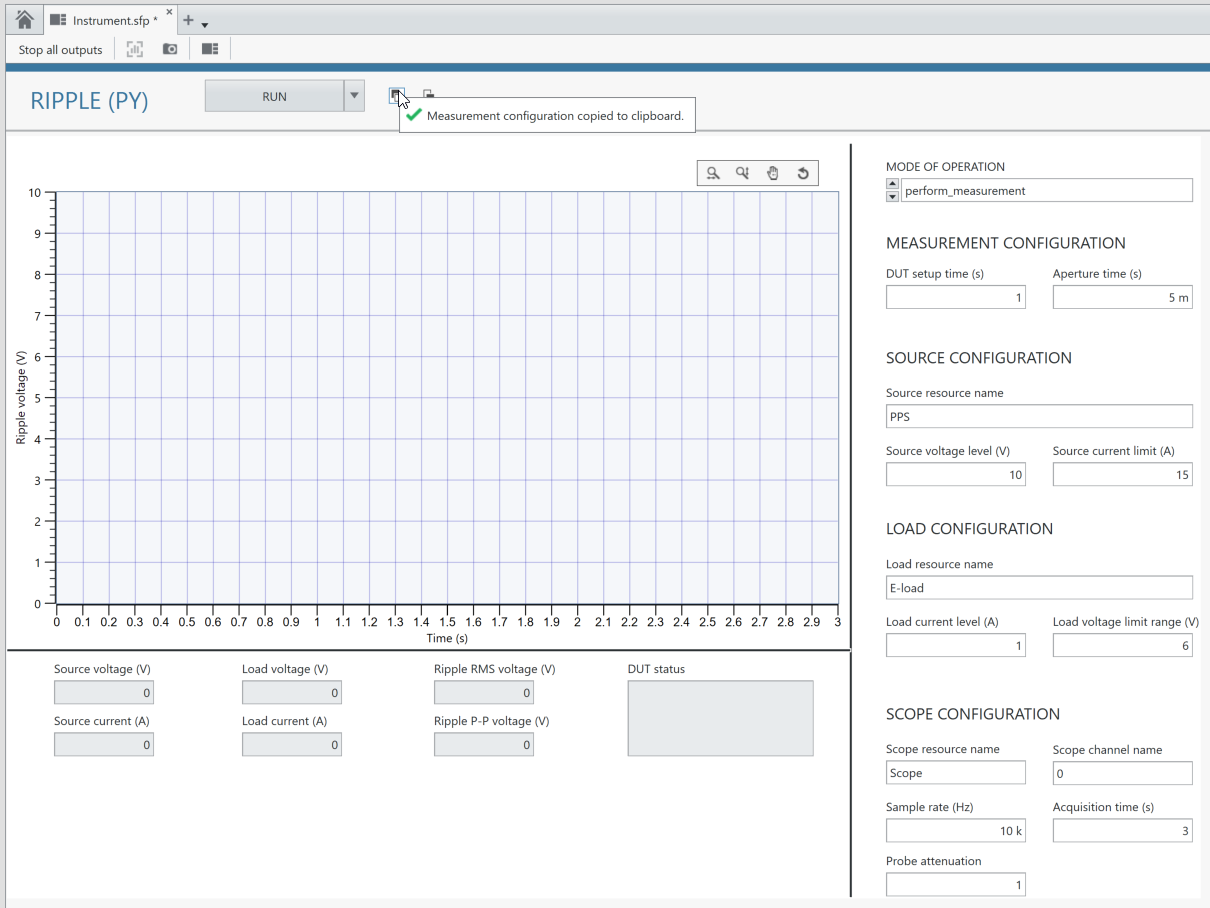 Instrument.sfp *
Stop all outputs
RIPPLE (PY)
RUN
Measurement configuration copied to clipboard.
10
9
8
7
6
5
4
3
2
1
0
Ripple voltage (V)
0 0.1 0.2 0.3 0.4 0.5 0.6 0.7 0.8 0.9 1 1.1 1.2 1.3 1.4 1.5 1.6 1.7 1.8 1.9 2 2.1 2.2 2.3 2.4 2.5 2.6 2.7 2.8 2.9 3
Time (s)
Source voltage (V) Load voltage (V) Ripple RMS voltage (V) DUT status
0 0 0
Source current (A) Load current (A) Ripple P-P voltage (V)
0 0 0
MODE OF OPERATION
perform_measurement
MEASUREMENT CONFIGURATION
DUT setup time (s) Aperture time (s)
1 5 m
SOURCE CONFIGURATION
Source resource name
PPS
Source voltage level (V) Source current limit (A)
10 15
LOAD CONFIGURATION
Load resource name
E-load
Load current level (A) Load voltage limit range (V)
1 6
SCOPE CONFIGURATION
Scope resource name Scope channel name
Scope 0
Sample rate (Hz) Acquisition time (s)
10 k 3
Probe attenuation
1